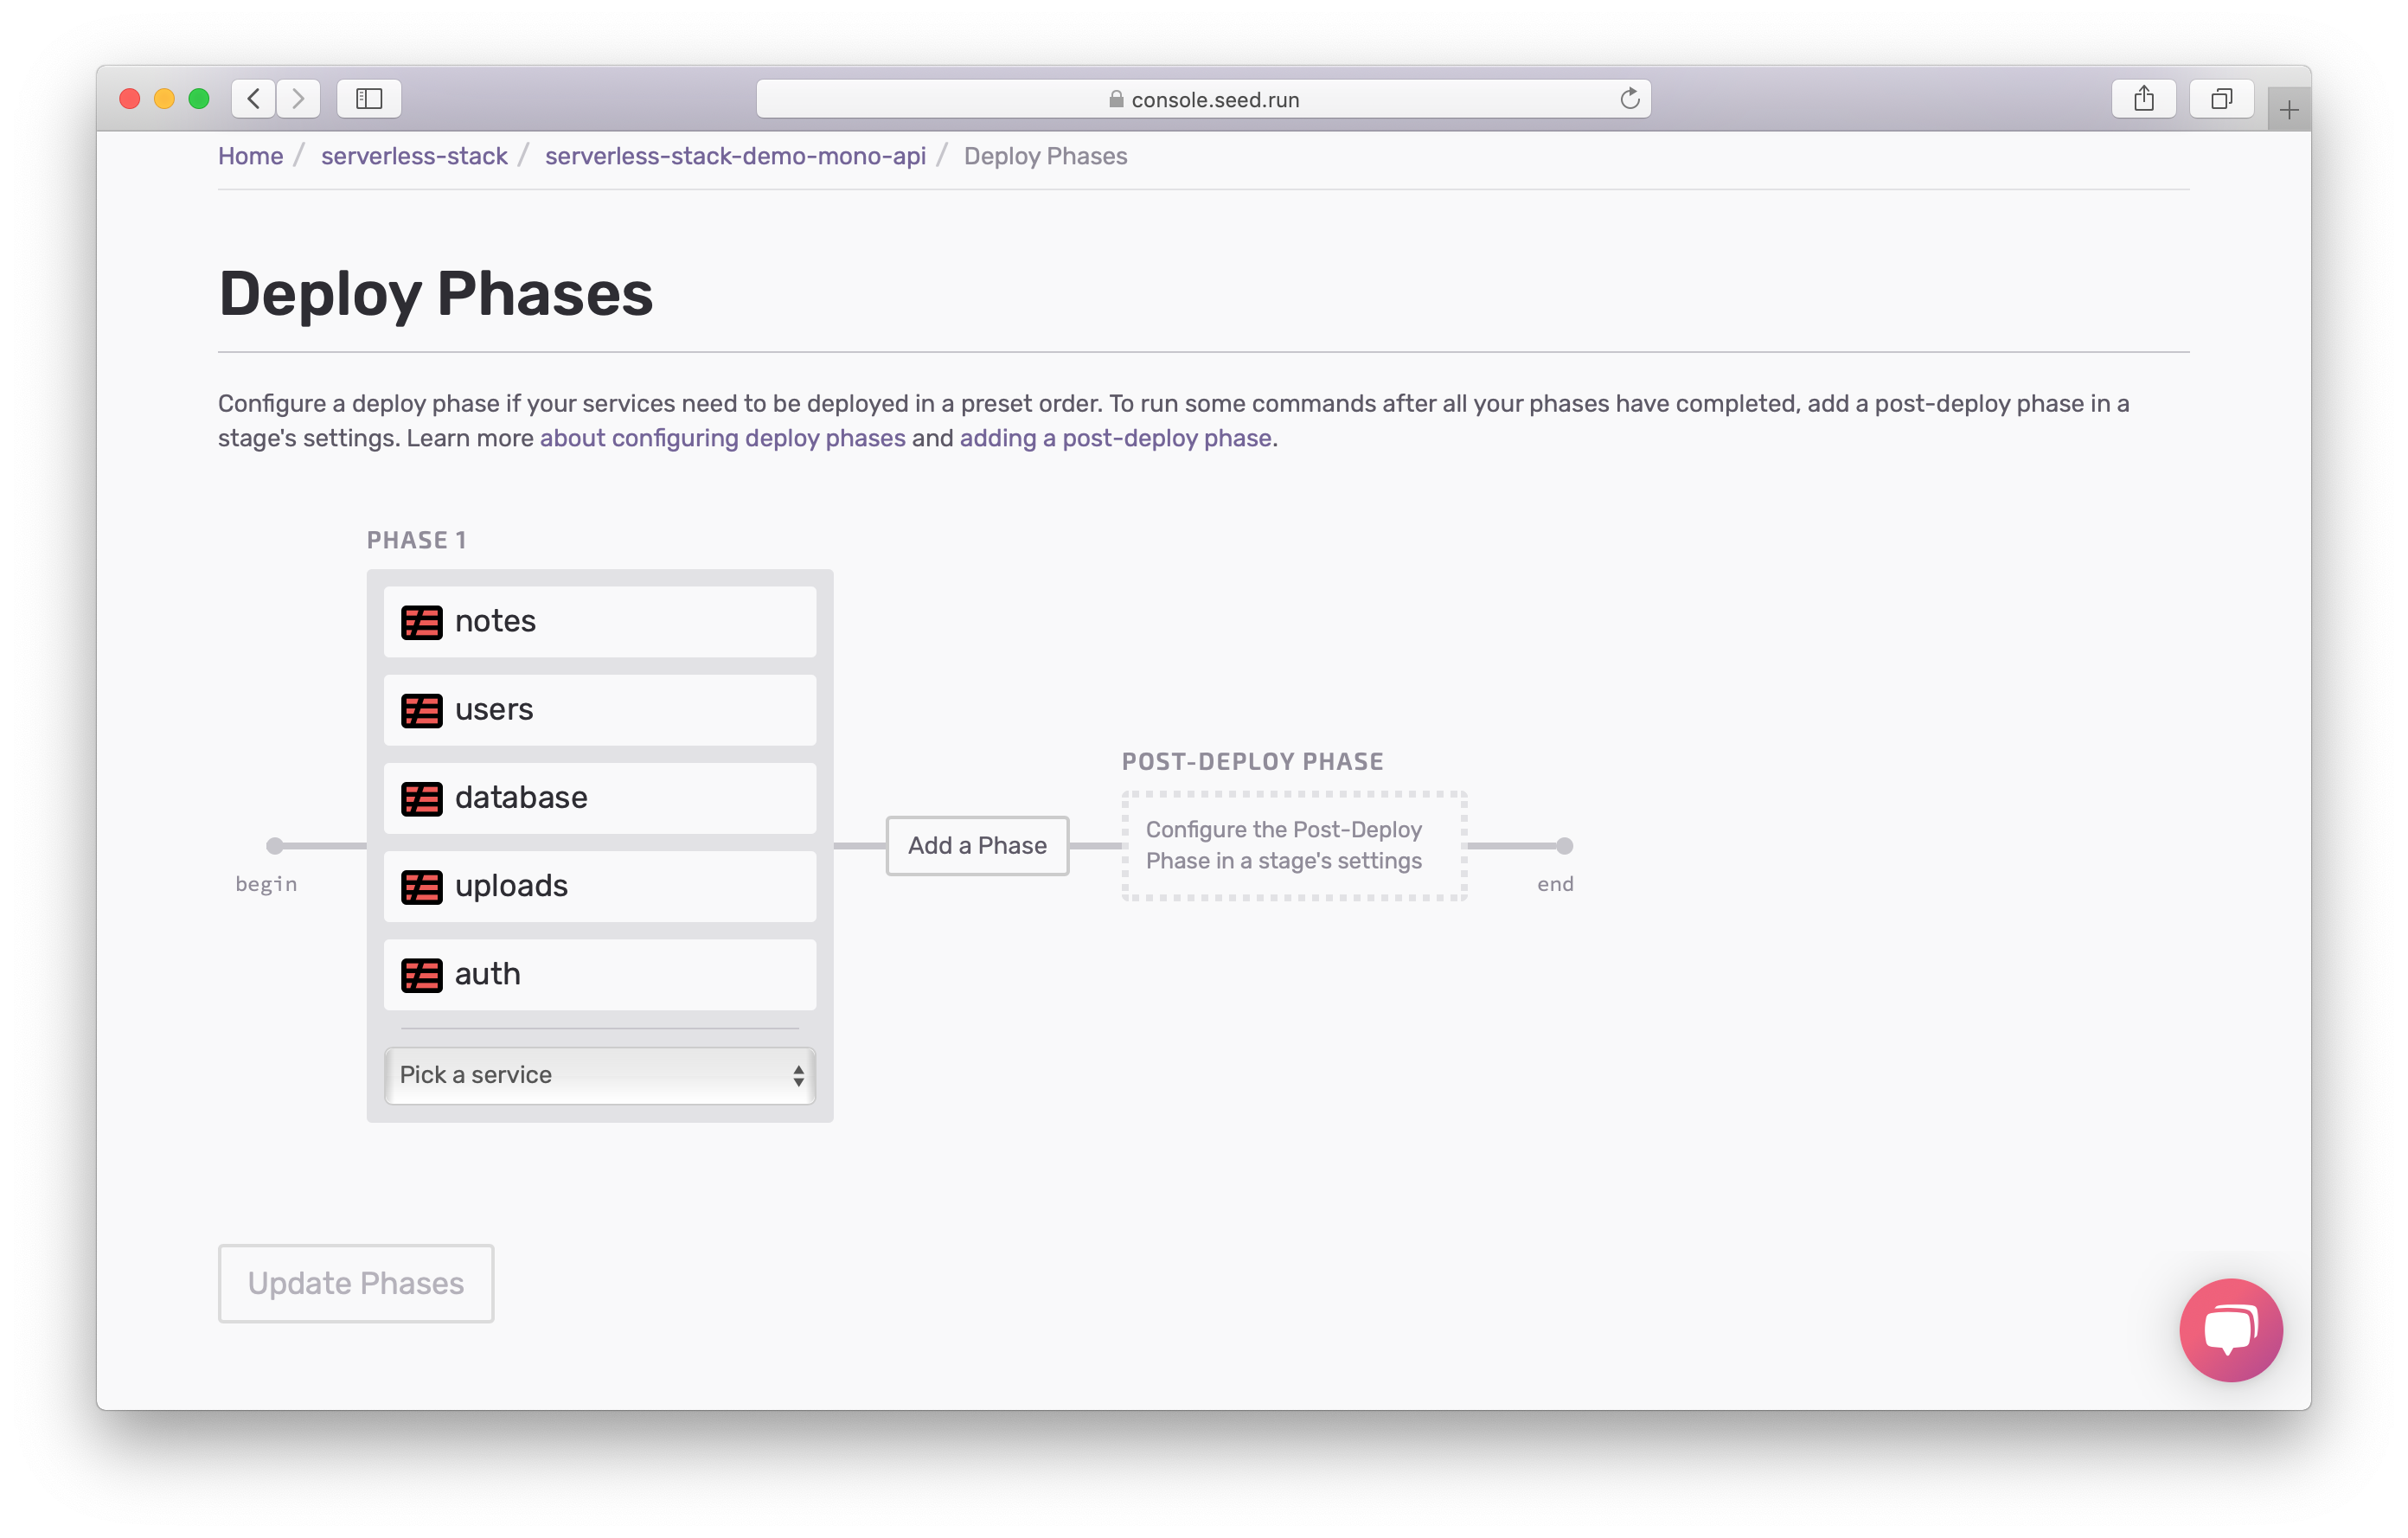 console.seed.run
Home / serverless-stack / serverless-stack-demo-mono-api / Deploy Phases
Deploy Phases
Configure a deploy phase if your services need to be deployed in a preset order. To run some commands after all your phases have completed, add a post-deploy phase in a
stage's settings. Learn more about configuring deploy phases and adding a post-deploy phase.
PHASE 1
notes
users
database
uploads
auth
Pick a service
begin
Add a Phase
POST-DEPLOY PHASE
Configure the Post-Deploy
Phase in a stage's settings
end
Update Phases